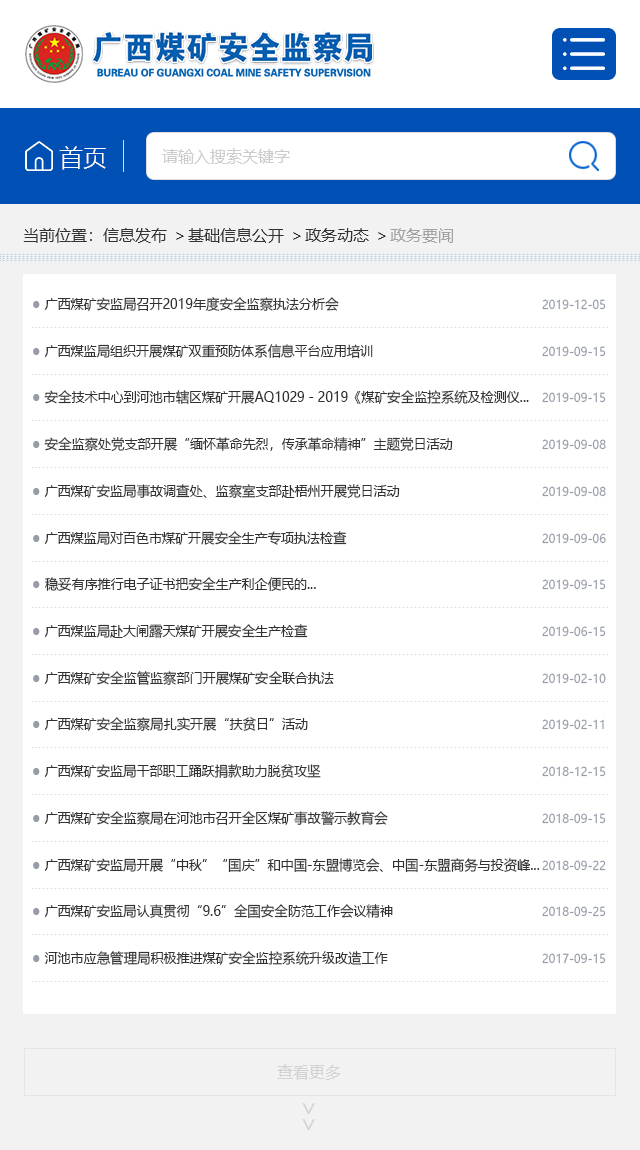 广西煤矿安全监察局
BUREAU OF GUANGXI COAL MINE SAFETY SUPERVISION
首页
请输入搜索关键字
当前位置：信息发布 > 基础信息公开 > 政务动态 > 政务要闻
广西煤矿安监局召开2019年度安全监察执法分析会 2019-12-05
广西煤监局组织开展煤矿双重预防体系信息平台应用培训 2019-09-15
安全技术中心到河池市辖区煤矿开展AQ1029－2019《煤矿安全监控系统及检测仪... 2019-09-15
安全监察处党支部开展“缅怀革命先烈，传承革命精神”主题党日活动 2019-09-08
广西煤矿安监局事故调查处、监察室支部赴梧州开展党日活动 2019-09-08
广西煤监局对百色市煤矿开展安全生产专项执法检查 2019-09-06
稳妥有序推行电子证书把安全生产利企便民的... 2019-09-15
广西煤监局赴大闸露天煤矿开展安全生产检查 2019-06-15
广西煤矿安全监管监察部门开展煤矿安全联合执法 2019-02-10
广西煤矿安全监察局扎实开展“扶贫日”活动 2019-02-11
广西煤矿安监局干部职工踊跃捐款助力脱贫攻坚 2018-12-15
广西煤矿安全监察局在河池市召开全区煤矿事故警示教育会 2018-09-15
广西煤矿安监局开展“中秋”“国庆”和中国-东盟博览会、中国-东盟商务与投资峰... 2018-09-22
广西煤矿安监局认真贯彻“9.6”全国安全防范工作会议精神 2018-09-25
河池市应急管理局积极推进煤矿安全监控系统升级改造工作 2017-09-15
查看更多